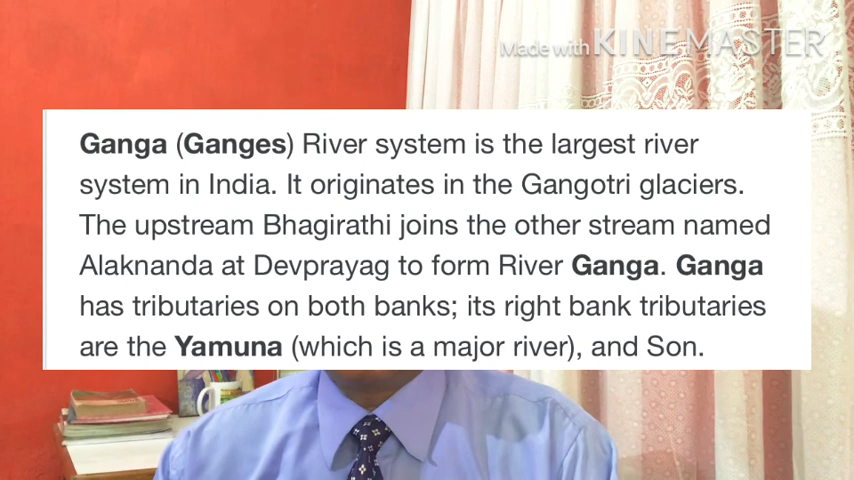 Made with KINEMASTER
Ganga (Ganges) River system is the largest river
system in India. It originates in the Gangotri glaciers.
The upstream Bhagirathi joins the other stream named
Alaknanda at Devprayag to form River Ganga. Ganga
has tributaries on both banks; its right bank tributaries
are the Yamuna (which is a major river), and Son.